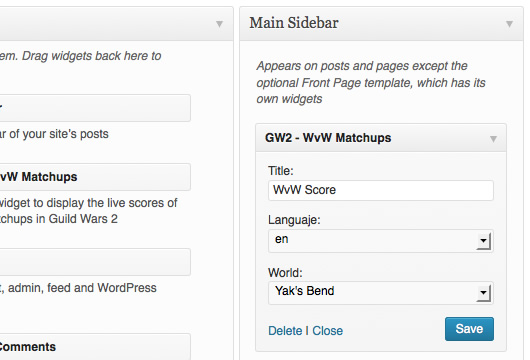 em. Drag widgets back here to
r
ar of your site's posts
vW Matchups
widget to display the live scores of
tchups in Guild Wars 2
t, admin, feed and WordPress
Comments
Main Sidebar
Appears on posts and pages except the
optional Front Page template, which has its
own widgets
GW2 - WvW Matchups
Title:
WvW Score
Languaje:
en
World:
Yak's Bend
Delete | Close
Save